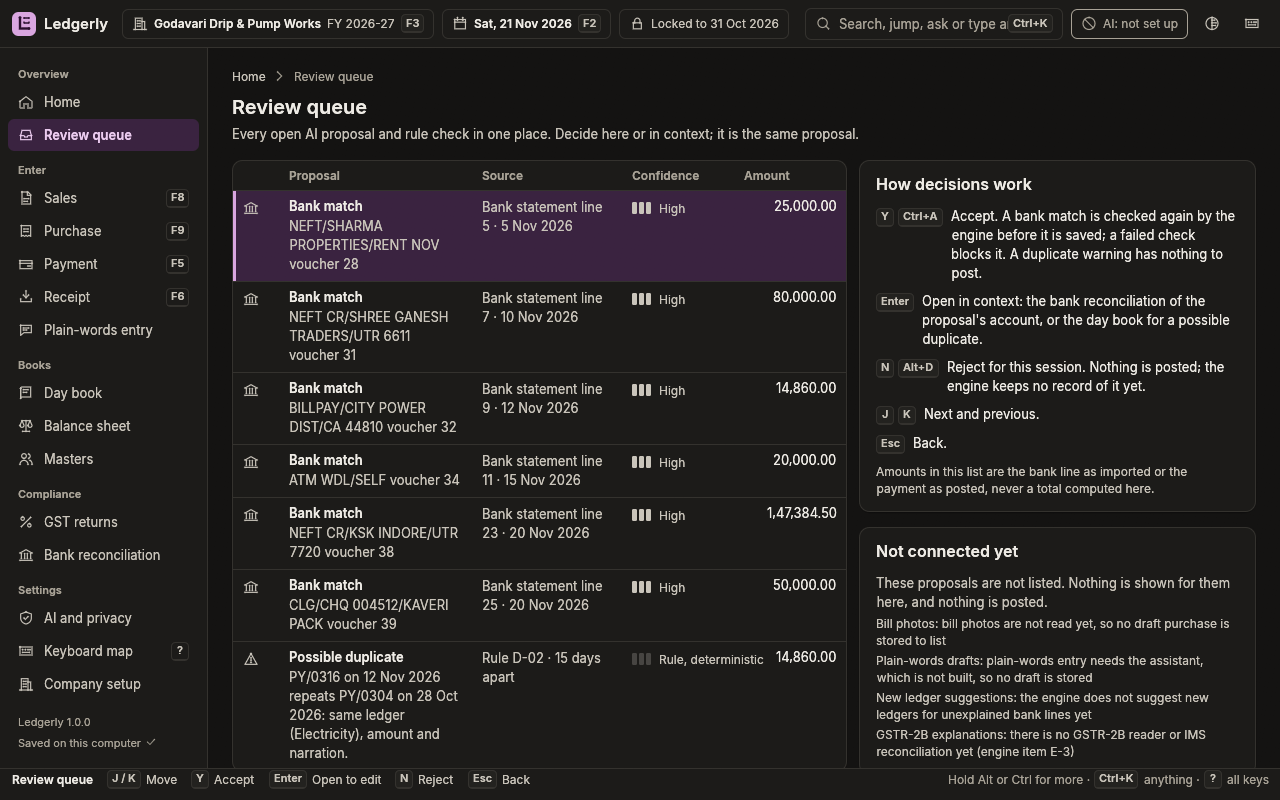 Ledgerly
Godavari Drip & Pump Works FY 2026-27 F3
Sat, 21 Nov 2026 F2
Locked to 31 Oct 2026
Search, jump, ask or type a Ctrl+K
AI: not set up
Overview
Home
Review queue
Enter
Sales F8
Purchase F9
Payment F5
Receipt F6
Plain-words entry
Books
Day book
Balance sheet
Masters
Compliance
GST returns
Bank reconciliation
Settings
AI and privacy
Keyboard map ?
Company setup
Ledgerly 1.0.0
Saved on this computer
Home > Review queue
Review queue
Every open AI proposal and rule check in one place. Decide here or in context; it is the same proposal.
Proposal Source Confidence Amount
Bank match Bank statement line High 25,000.00
NEFT/SHARMA 5 · 5 Nov 2026
PROPERTIES/RENT NOV
voucher 28
Bank match Bank statement line High 80,000.00
NEFT CR/SHREE GANESH 7 · 10 Nov 2026
TRADERS/UTR 6611
voucher 31
Bank match Bank statement line High 14,860.00
BILLPAY/CITY POWER 9 · 12 Nov 2026
DIST/CA 44810 voucher 32
Bank match Bank statement line High 20,000.00
ATM WDL/SELF voucher 34 11 · 15 Nov 2026
Bank match Bank statement line High 1,47,384.50
NEFT CR/KSK INDORE/UTR 23 · 20 Nov 2026
7720 voucher 38
Bank match Bank statement line High 50,000.00
CLG/CHQ 004512/KAVERI 25 · 20 Nov 2026
PACK voucher 39
Possible duplicate Rule D-02 · 15 days Rule, deterministic 14,860.00
PY/0316 on 12 Nov 2026 apart
repeats PY/0304 on 28 Oct
2026: same ledger
(Electricity), amount and
narration.
How decisions work
Y Ctrl+A Accept. A bank match is checked again by the
engine before it is saved; a failed check
blocks it. A duplicate warning has nothing to
post.
Enter Open in context: the bank reconciliation of the
proposal's account, or the day book for a possible
duplicate.
N Alt+D Reject for this session. Nothing is posted; the
engine keeps no record of it yet.
J K Next and previous.
Esc Back.
Amounts in this list are the bank line as imported or the
payment as posted, never a total computed here.
Not connected yet
These proposals are not listed. Nothing is shown for them
here, and nothing is posted.
Bill photos: bill photos are not read yet, so no draft purchase is
stored to list
Plain-words drafts: plain-words entry needs the assistant,
which is not built, so no draft is stored
New ledger suggestions: the engine does not suggest new
ledgers for unexplained bank lines yet
GSTR-2B explanations: there is no GSTR-2B reader or IMS
reconciliation yet (engine item E-3)
Review queue J / K Move Y Accept Enter Open to edit N Reject Esc Back
Hold Alt or Ctrl for more · Ctrl+K anything · ? all keys